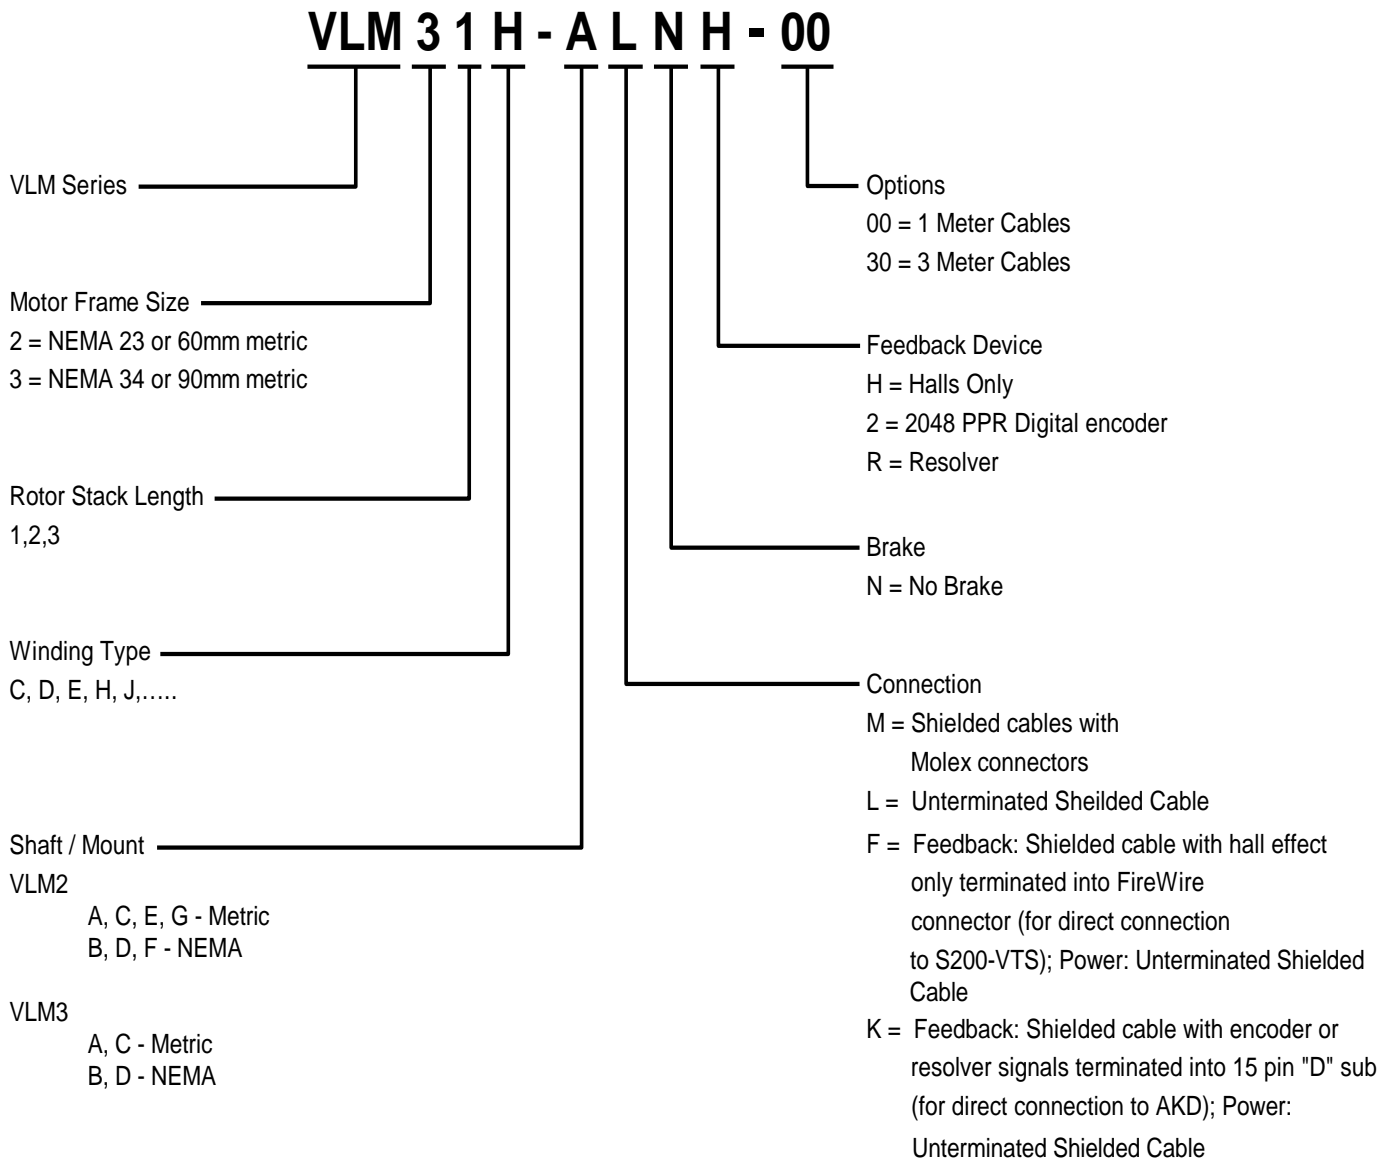 VLM 3 1 H - A L N H - 00
VLM Series
Motor Frame Size
2 = NEMA 23 or 60mm metric
3 = NEMA 34 or 90mm metric
Rotor Stack Length
1,2,3
Winding Type
C, D, E, H, J,.....
Shaft / Mount
VLM2
A, C, E, G - Metric
B, D, F - NEMA
VLM3
A, C - Metric
B, D - NEMA
Options
00 = 1 Meter Cables
30 = 3 Meter Cables
Feedback Device
H = Halls Only
2 = 2048 PPR Digital encoder
R = Resolver
Brake
N = No Brake
Connection
M = Shielded cables with
Molex connectors
L = Unterminated Sheilded Cable
F = Feedback: Shielded cable with hall effect
only terminated into FireWire
connector (for direct connection
to S200-VTS); Power: Unterminated Shielded
Cable
K = Feedback: Shielded cable with encoder or
resolver signals terminated into 15 pin "D" sub
(for direct connection to AKD); Power:
Unterminated Shielded Cable